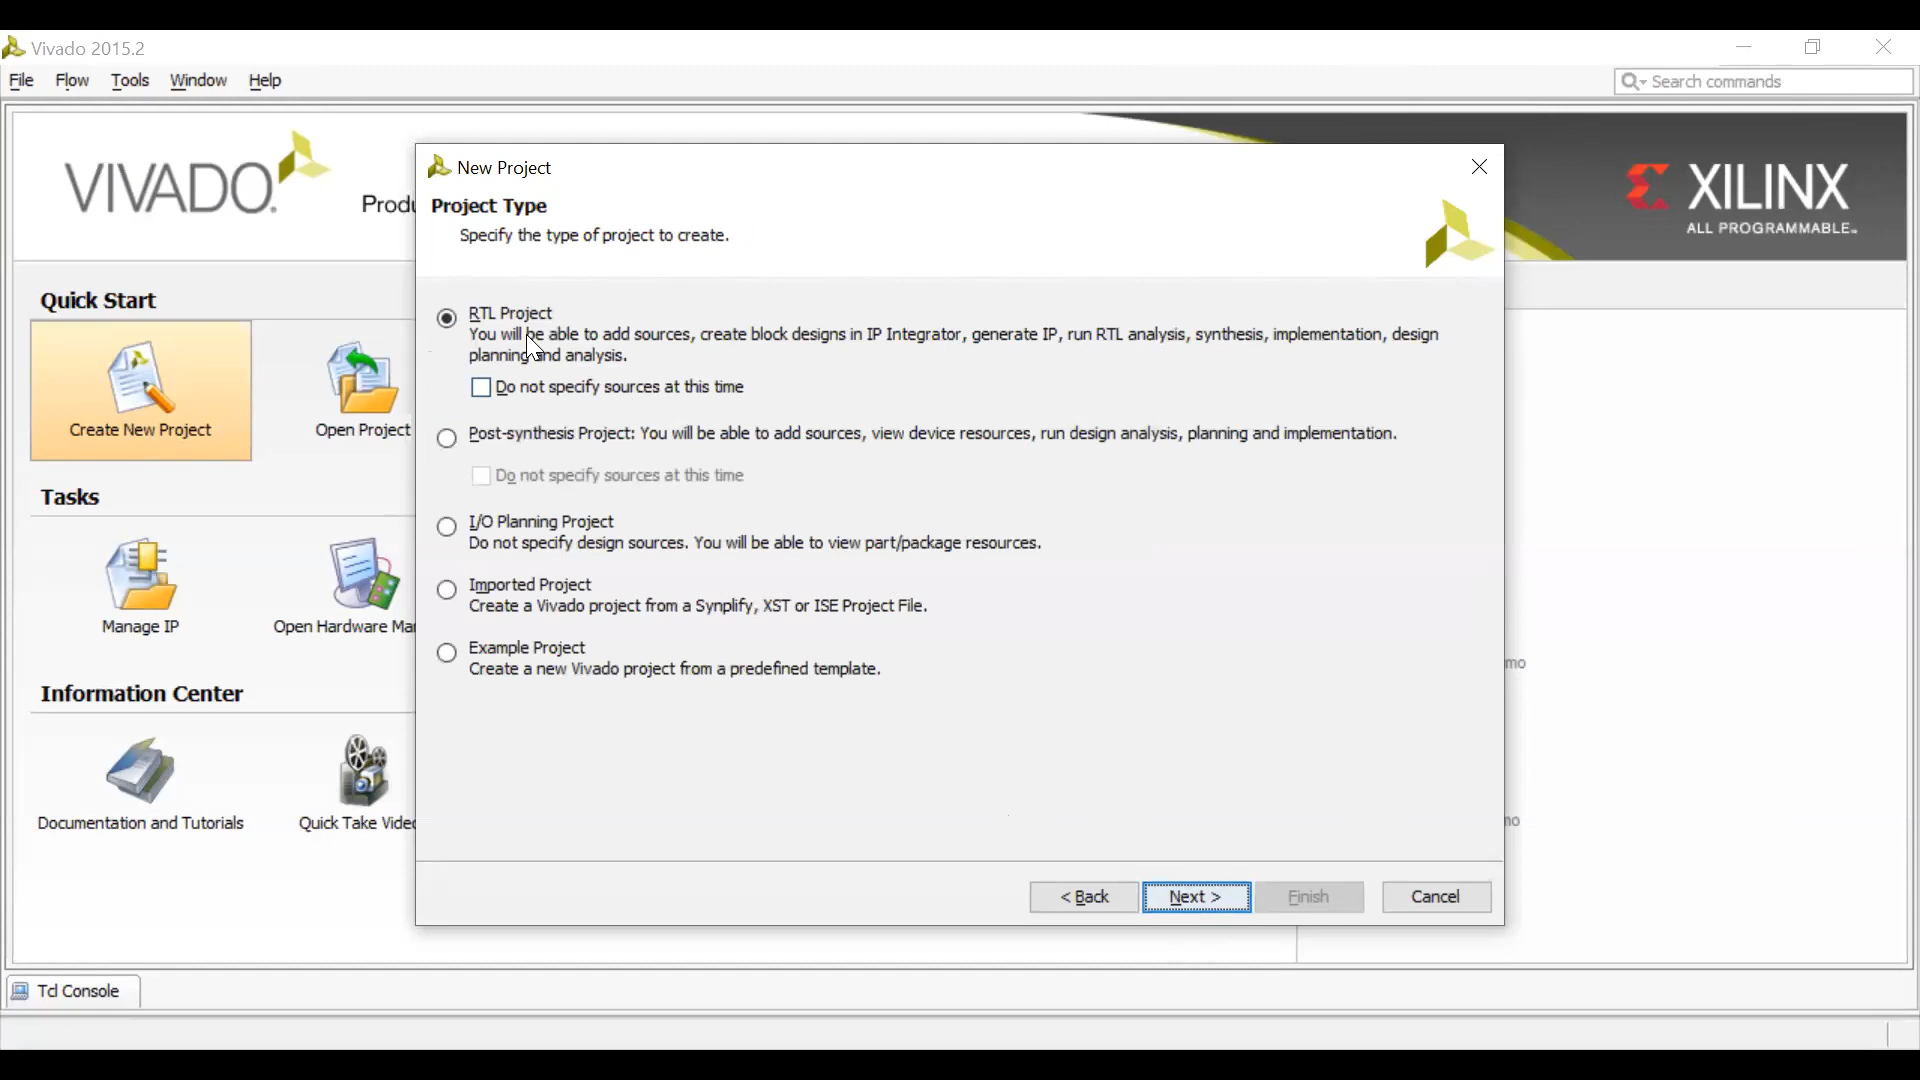 Vivado 2015.2
File Flow Tools Window Help
Search commands
VIVADO.
XILINX
ALL PROGRAMMABLE
New Project
Project Type
Specify the type of project to create.
Quick Start
Create New Project
Open Project
Tasks
Manage IP
Information Center
Documentation and Tutorials
RTL Project
You will be able to add sources, create block designs in IP Integrator, generate IP, run RTL analysis, synthesis, implementation, design
planning and analysis.
Do not specify sources at this time
Post-synthesis Project: You will be able to add sources, view device resources, run design analysis, planning and implementation.
Do not specify sources at this time
I/O Planning Project
Do not specify design sources. You will be able to view part/package resources.
Imported Project
Create a Vivado project from a Synplify, XST or ISE Project File.
Example Project
Create a new Vivado project from a predefined template.
Open Hardware
Quick Take
< Back
Next >
Finish
Cancel
Tcl Console